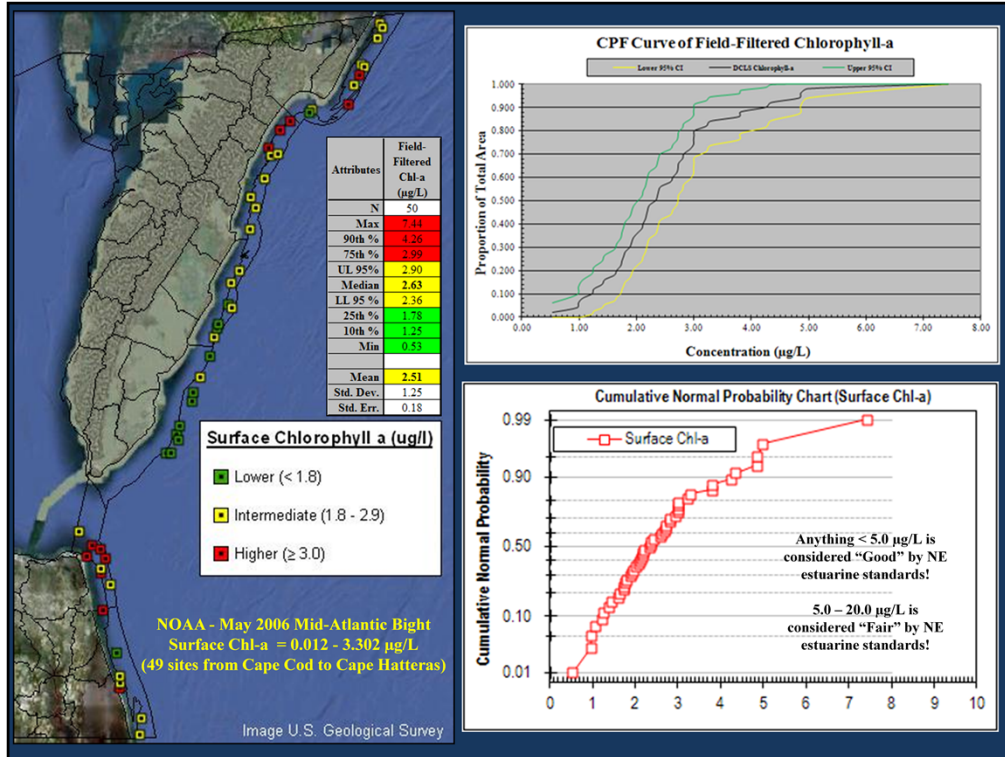 Attributes Field-Filtered Chl-a (µg/L)
N 50
Max 7.44
90th % 4.26
75th % 2.99
UL 95% 2.90
Median 2.63
LL 95 % 2.36
25th % 1.78
10th % 1.25
Min 0.53
Mean 2.51
Std. Dev. 1.25
Std. Err. 0.18
Surface Chlorophyll a (ug/l)
Lower (< 1.8)
Intermediate (1.8 - 2.9)
Higher (≥ 3.0)
NOAA - May 2006 Mid-Atlantic Bight
Surface Chl-a = 0.012 - 3.302 µg/L
(49 sites from Cape Cod to Cape Hatteras)
Image U.S. Geological Survey
CPF Curve of Field-Filtered Chlorophyll-a
Lower 95% CI DCLS Chlorophyll-a Upper 95% CI
Proportion of Total Area
1.000
0.900
0.800
0.700
0.600
0.500
0.400
0.300
0.200
0.100
0.000
0.00 1.00 2.00 3.00 4.00 5.00 6.00 7.00 8.00
Concentration (µg/L)
Cumulative Normal Probability Chart (Surface Chl-a)
Surface Chl-a
Cumulative Normal Probability
0.99
0.90
0.50
0.10
0.01
Anything < 5.0 µg/L is
considered “Good” by NE
estuarine standards!
5.0 – 20.0 µg/L is
considered “Fair” by NE
estuarine standards!
0 1 2 3 4 5 6 7 8 9 10